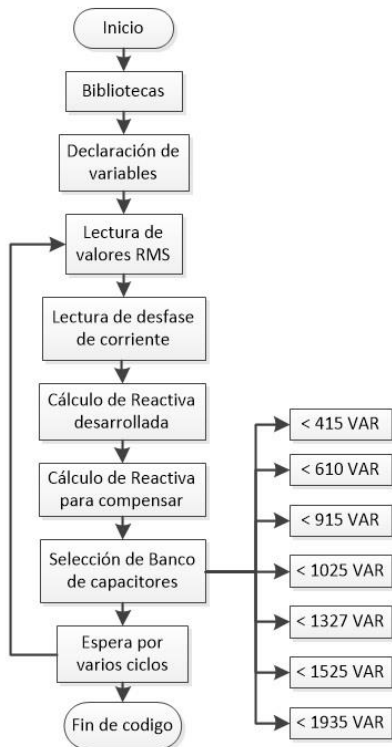 Inicio
Bibliotecas
Declaración de
variables
Lectura de
valores RMS
Lectura de desfase
de corriente
Cálculo de Reactiva
desarrollada
Cálculo de Reactiva
para compensar
Selección de Banco
de capacitores
Espera por
varios ciclos
Fin de codigo
< 415 VAR
< 610 VAR
< 915 VAR
< 1025 VAR
< 1327 VAR
< 1525 VAR
< 1935 VAR